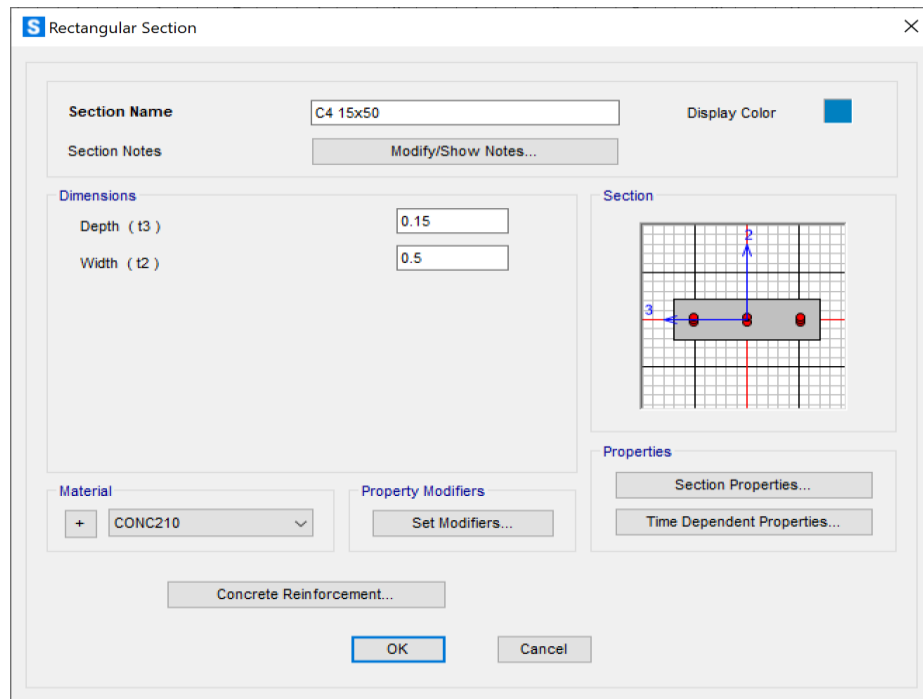 S Rectangular Section
Section Name C4 15x50 Display Color
Section Notes Modify/Show Notes...
Dimensions
Depth ( t3 ) 0.15
Width ( t2 ) 0.5
Section
2
3
Properties
Section Properties...
Time Dependent Properties...
Material
+ CONC210
Property Modifiers
Set Modifiers...
Concrete Reinforcement...
OK Cancel